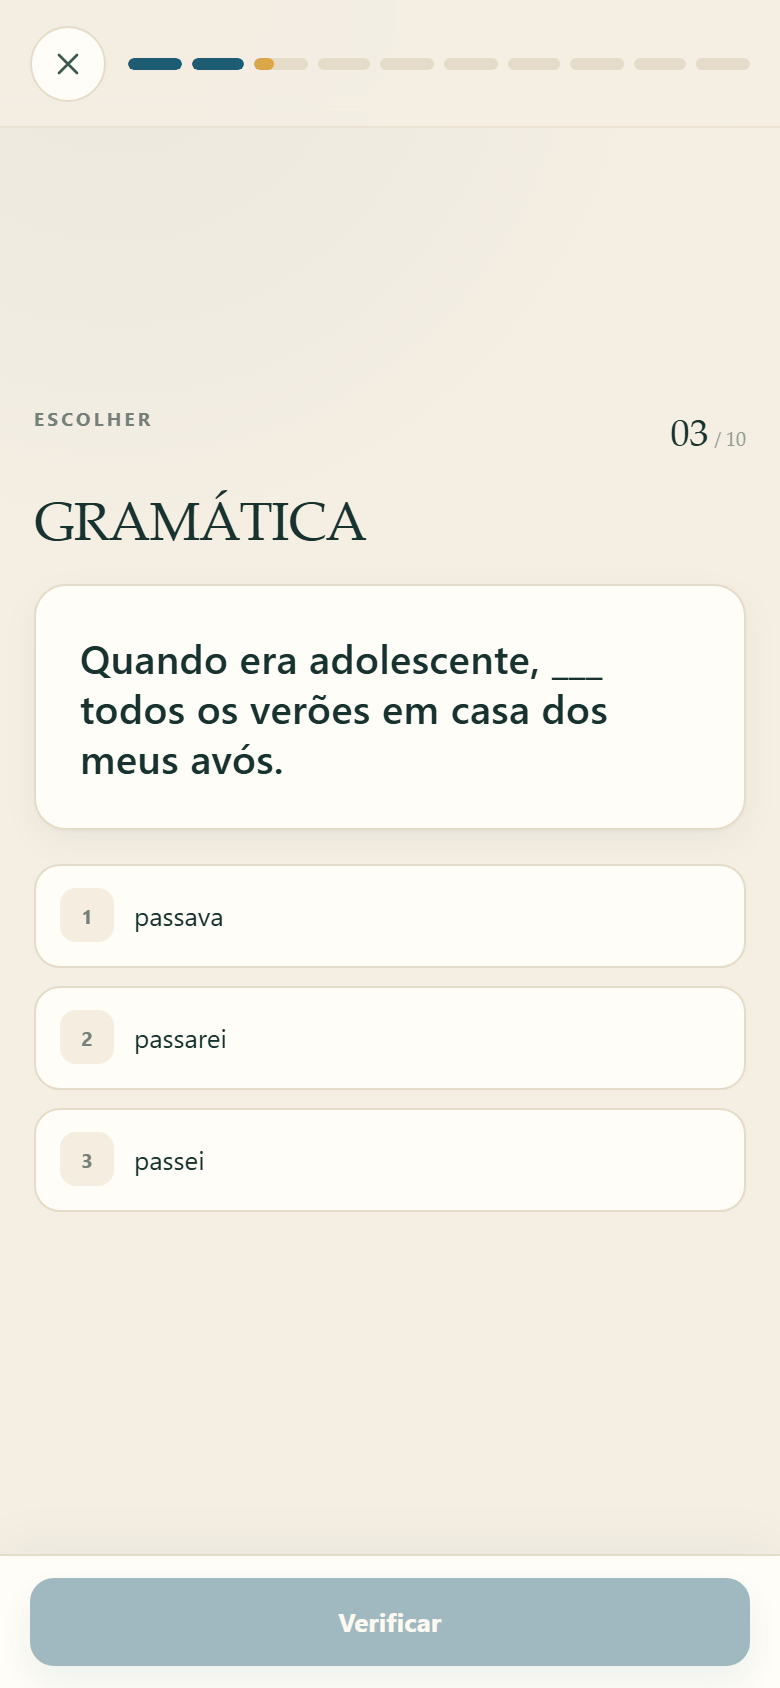 ESCOLHER
03 / 10
GRAMÁTICA
Quando era adolescente, ___
todos os verões em casa dos
meus avós.
1 passava
2 passarei
3 passei
Verificar